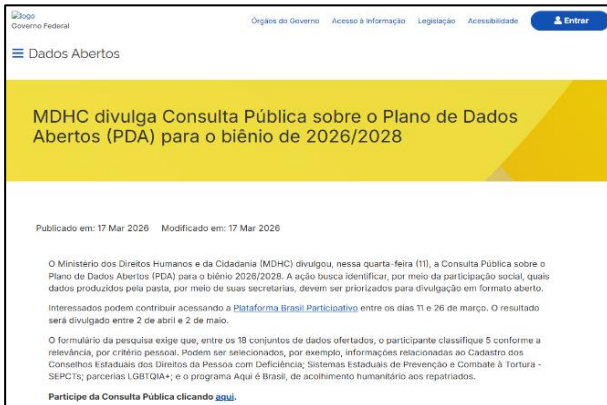 logo
Governo Federal
Órgãos do Governo Acesso à Informação Legislação Acessibilidade Entrar
Dados Abertos
MDHC divulga Consulta Pública sobre o Plano de Dados
Abertos (PDA) para o biênio de 2026/2028
Publicado em: 17 Mar 2026 Modificado em: 17 Mar 2026
O Ministério dos Direitos Humanos e da Cidadania (MDHC) divulgou, nessa quarta-feira (11), a Consulta Pública sobre o
Plano de Dados Abertos (PDA) para o biênio 2026/2028. A ação busca identificar, por meio da participação social, quais
dados produzidos pela pasta, por meio de suas secretarias, devem ser priorizados para divulgação em formato aberto.
Interessados podem contribuir acessando a Plataforma Brasil Participativo entre os dias 11 e 26 de março. O resultado
será divulgado entre 2 de abril e 2 de maio.
O formulário da pesquisa exige que, entre os 18 conjuntos de dados ofertados, o participante classifique 5 conforme a
relevância, por critério pessoal. Podem ser selecionados, por exemplo, informações relacionadas ao Cadastro dos
Conselhos Estaduais dos Direitos da Pessoa com Deficiência; Sistemas Estaduais de Prevenção e Combate à Tortura -
SEPCTs; parcerias LGBTQIA+; e o programa Aqui é Brasil, de acolhimento humanitário aos repatriados.
Participe da Consulta Pública clicando aqui.